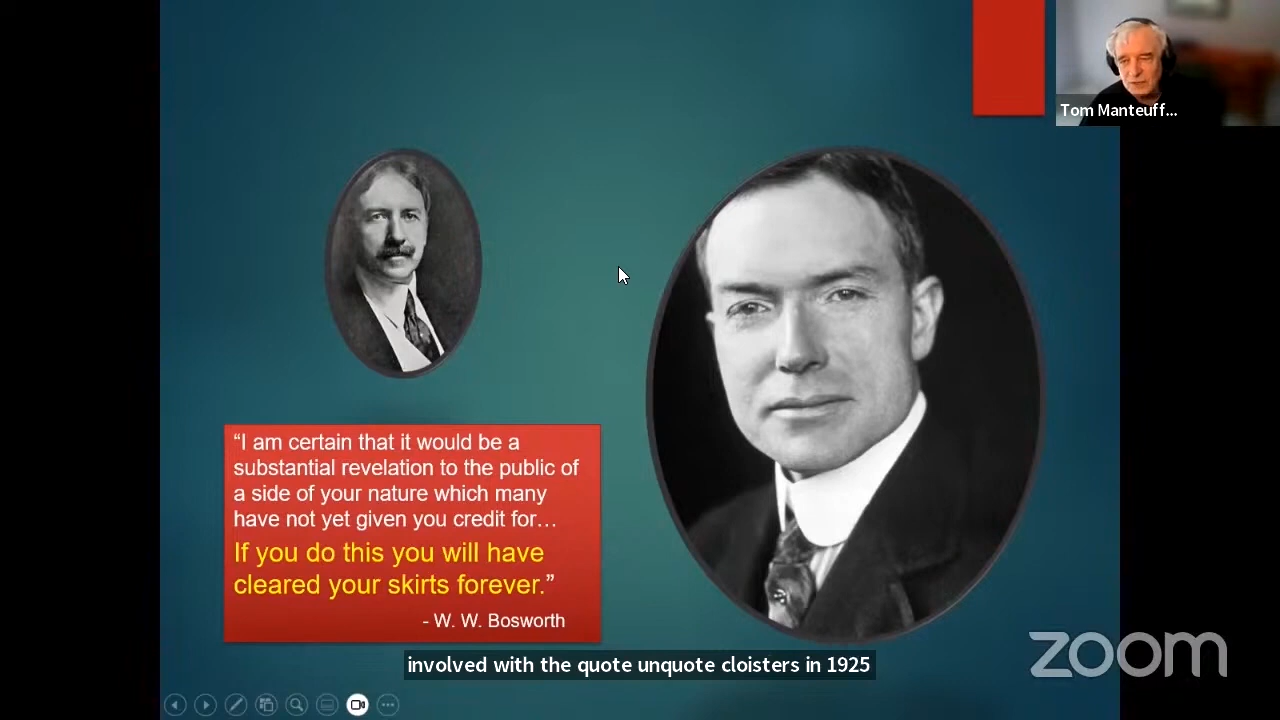 Tom Manteuff...
“I am certain that it would be a
substantial revelation to the public of
a side of your nature which many
have not yet given you credit for…
If you do this you will have
cleared your skirts forever.”
- W. W. Bosworth
zoom
involved with the quote unquote cloisters in 1925